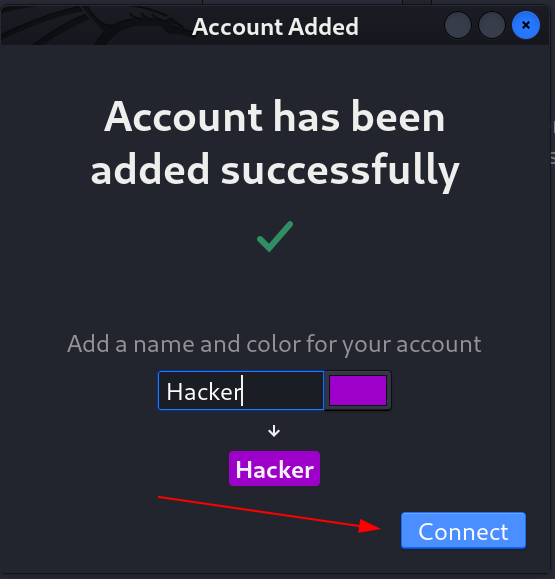 Account Added
Account has been
added successfully
Add a name and color for your account
Hacker
Hacker
Connect